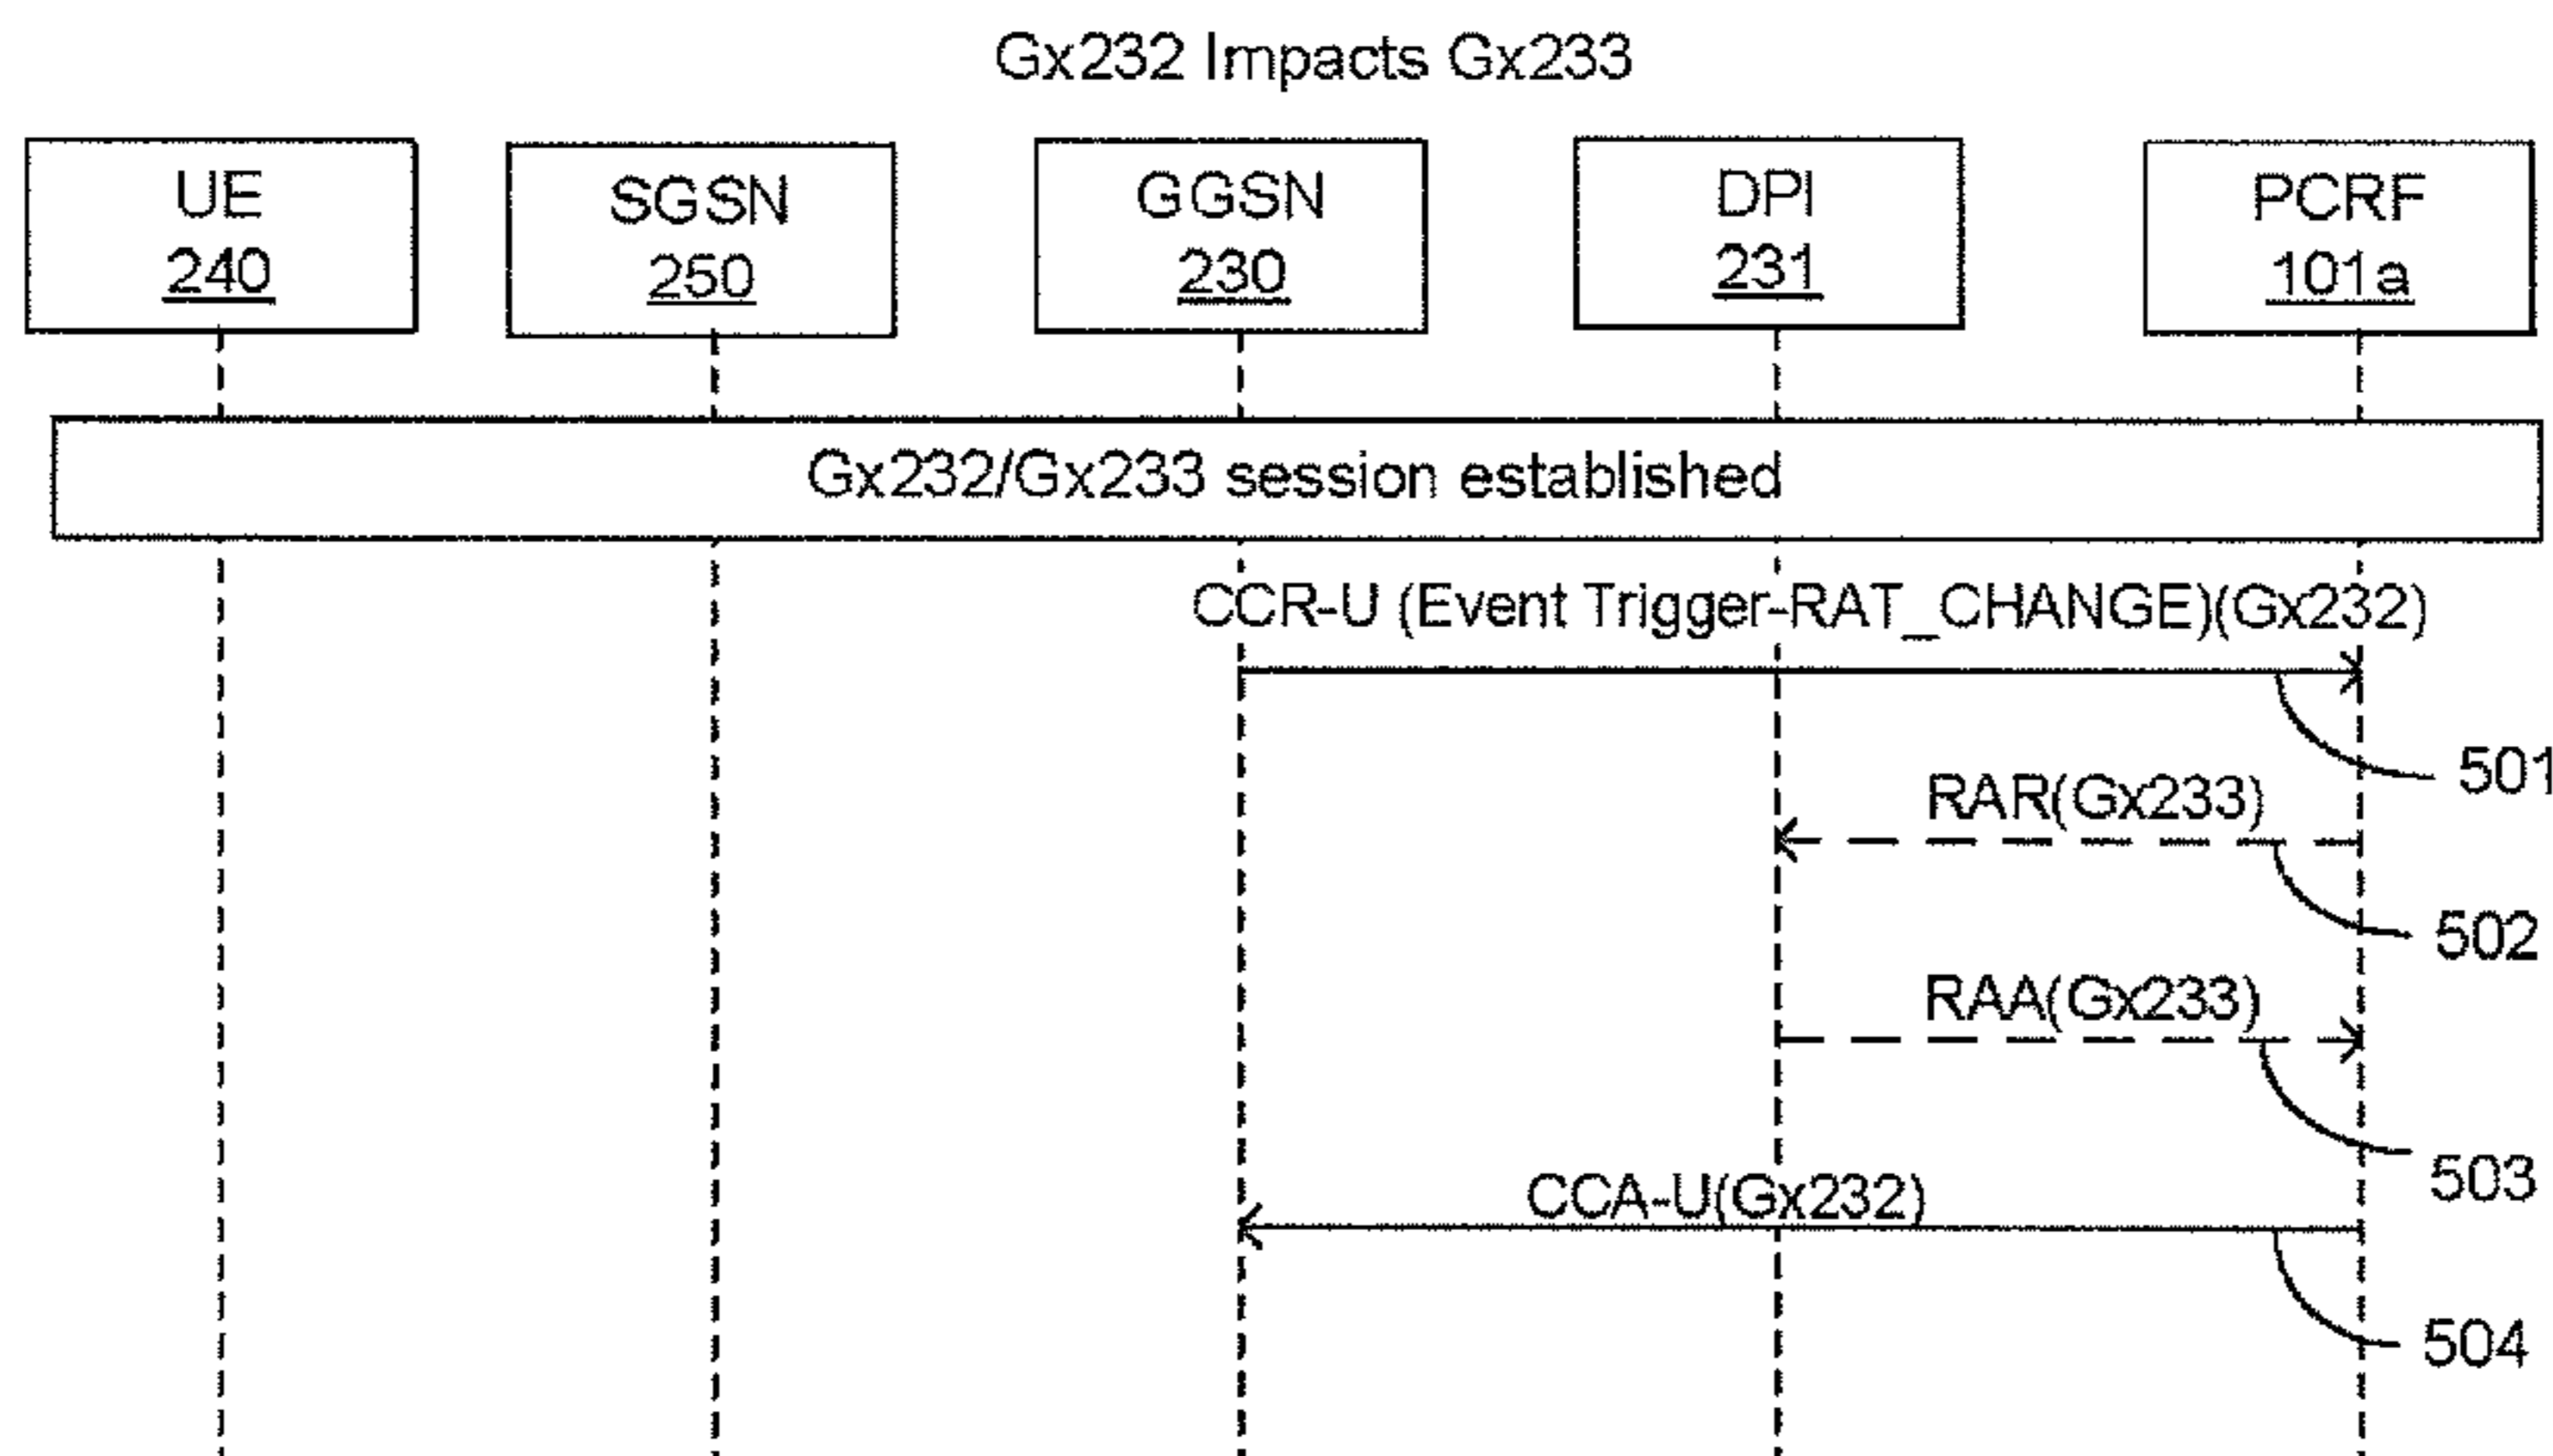 Gx232 Impacts Gx233
UE
240
SGSN
250
GGSN
230
DPI
231
PCRF
101a
Gx232/Gx233 session established
CCR-U (Event Trigger-RAT_CHANGE)(Gx232)
501
RAR(Gx233)
502
RAA(Gx233)
503
CCA-U(Gx232)
504